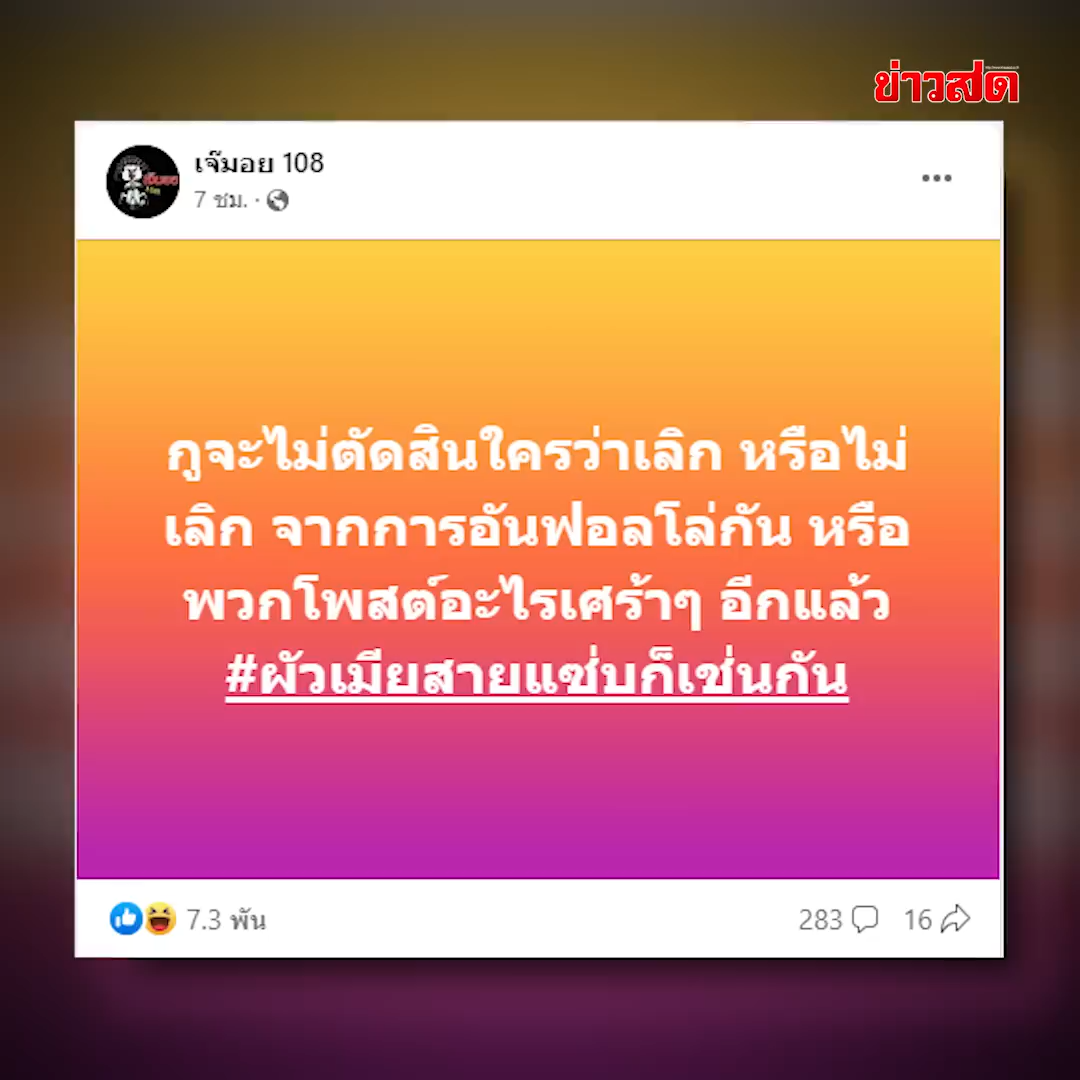 ข่าวสด
เจ๊มอย 108
7 ชม. ·
กูจะไม่ตัดสินใครว่าเลิก หรือไม่
เลิก จากการอันฟอลโล่กัน หรือ
พวกโพสต์อะไรเศร้าๆ อีกแล้ว
#ผัวเมียสายแซ่บก็เช่นกัน
7.3 พัน
283
16